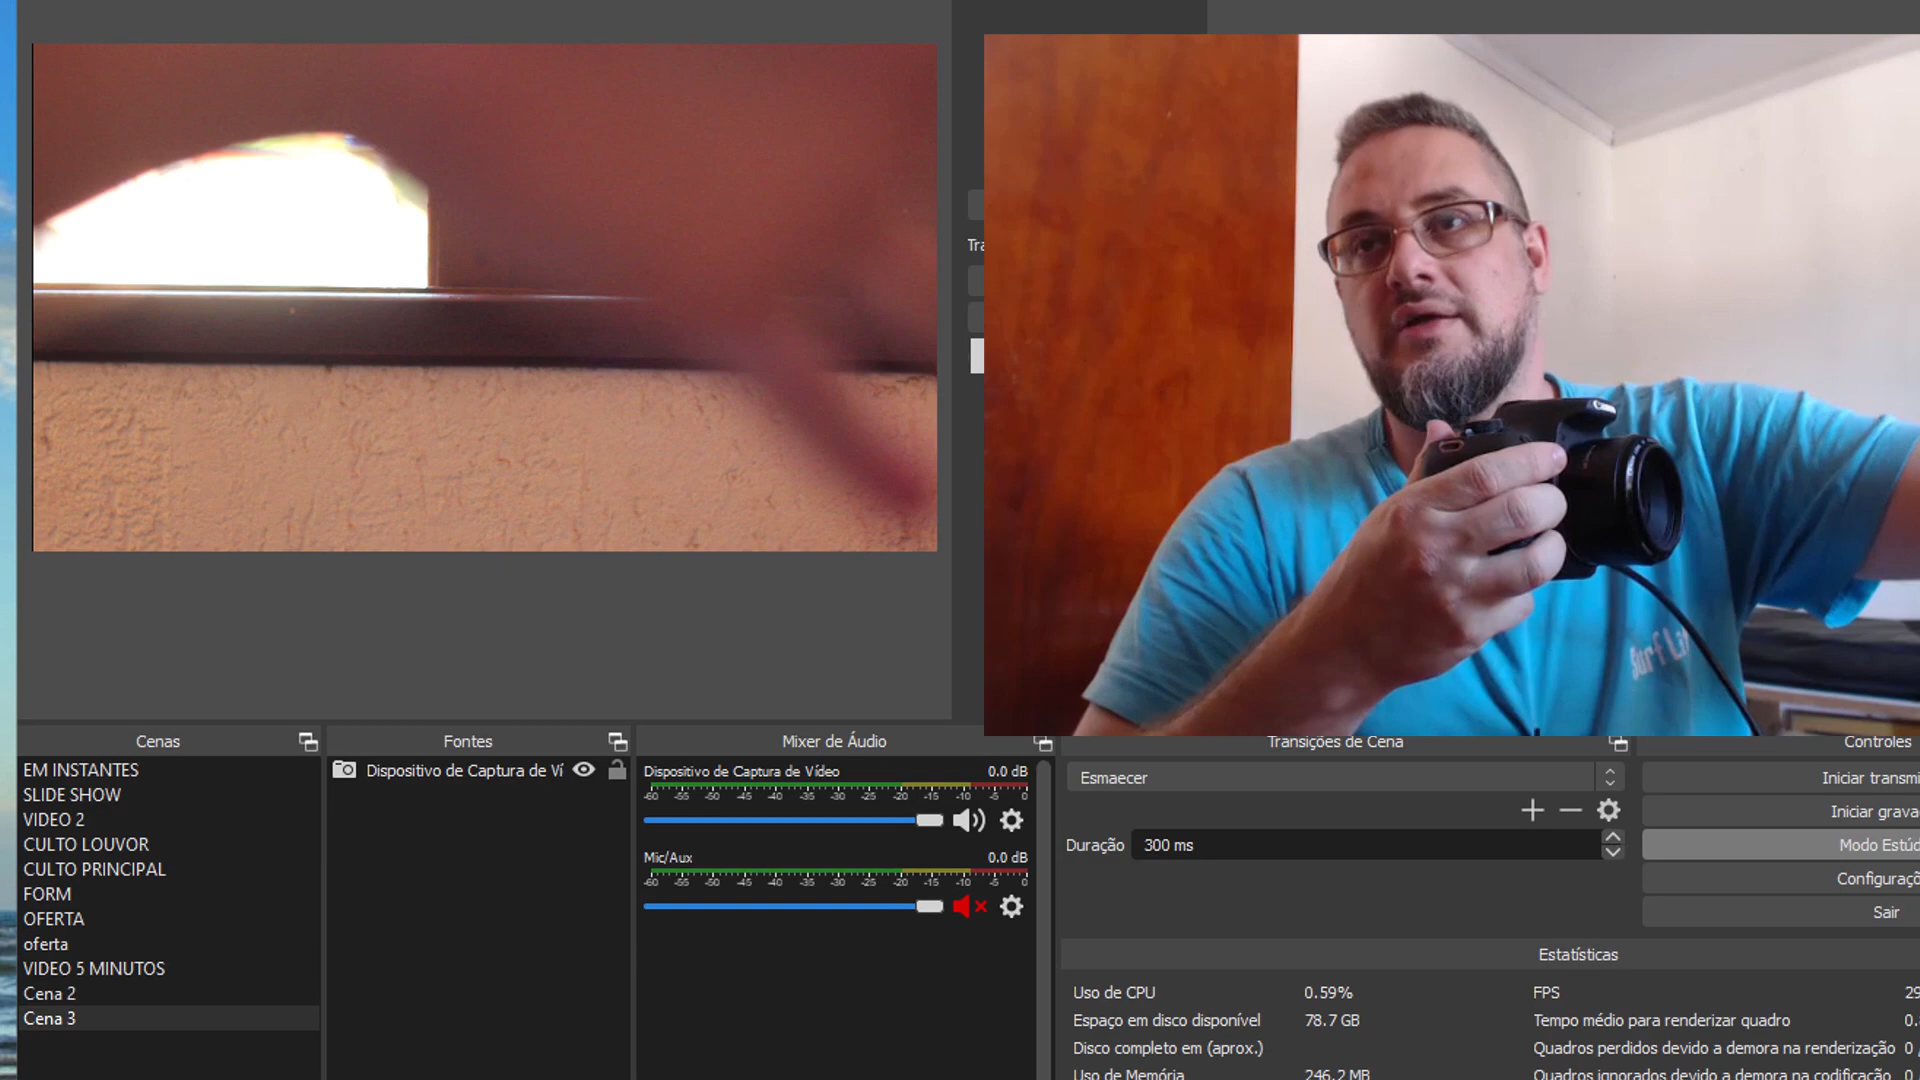 Cenas
EM INSTANTES
SLIDE SHOW
VIDEO 2
CULTO LOUVOR
CULTO PRINCIPAL
FORM
OFERTA
oferta
VIDEO 5 MINUTOS
Cena 2
Cena 3
Fontes
Dispositivo de Captura de Ví
Mixer de Áudio
Dispositivo de Captura de Vídeo 0.0 dB
-60 -55 -50 -45 -40 -35 -30 -25 -20 -15 -10 -5 0
Mic/Aux 0.0 dB
-60 -55 -50 -45 -40 -35 -30 -25 -20 -15 -10 -5 0
Tra
Surf Li
Transições de Cena
Esmaecer
Duração 300 ms
Controles
Iniciar transmi
Iniciar grava
Modo Estúd
Configuraçõ
Sair
Estatísticas
Uso de CPU 0.59% FPS 29
Espaço em disco disponível 78.7 GB Tempo médio para renderizar quadro 0.
Disco completo em (aprox.) Quadros perdidos devido a demora na renderização 0 /
Uso de Memória 246.2 MB Quadros ignorados devido a demora na codificação 0